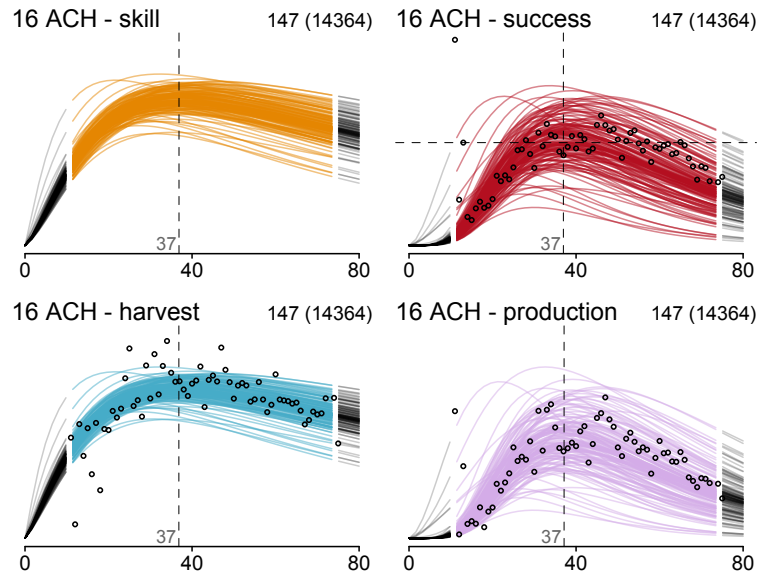 16 ACH - skill 147 (14364)
37
0 40 80
16 ACH - success 147 (14364)
37
0 40 80
16 ACH - harvest 147 (14364)
37
0 40 80
16 ACH - production 147 (14364)
37
0 40 80